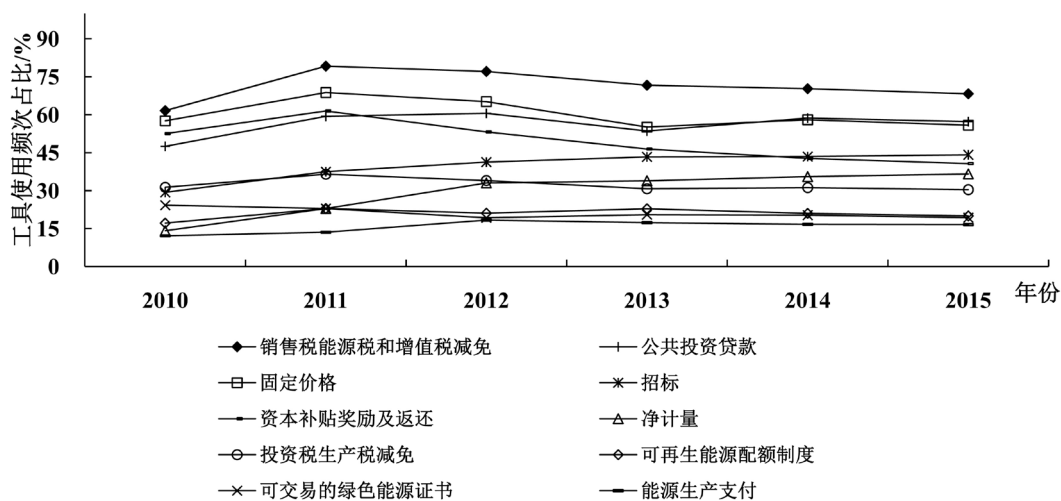 工具使用频次占比/%
90
75
60
45
30
15
0
2010 2011 2012 2013 2014 2015 年份
销售税能源税和增值税减免 公共投资贷款
固定价格 招标
资本补贴奖励及返还 净计量
投资税生产税减免 可再生能源配额制度
可交易的绿色能源证书 能源生产支付